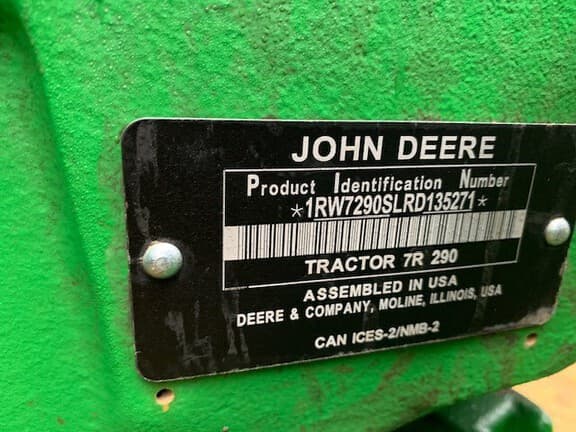 JOHN DEERE
Product Identification Number
*1RW7290SLRD135271*
TRACTOR 7R 290
ASSEMBLED IN USA
DEERE & COMPANY, MOLINE, ILLINOIS, USA
CAN ICES-2/NMB-2